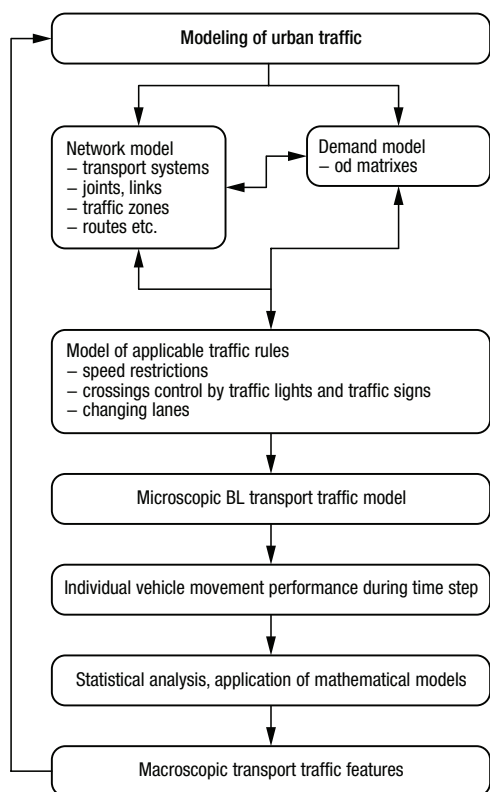 Modeling of urban traffic
Network model
– transport systems
– joints, links
– traffic zones
– routes etc.
Demand model
– od matrixes
Model of applicable traffic rules
– speed restrictions
– crossings control by traffic lights and traffic signs
– changing lanes
Microscopic BL transport traffic model
Individual vehicle movement performance during time step
Statistical analysis, application of mathematical models
Macroscopic transport traffic features